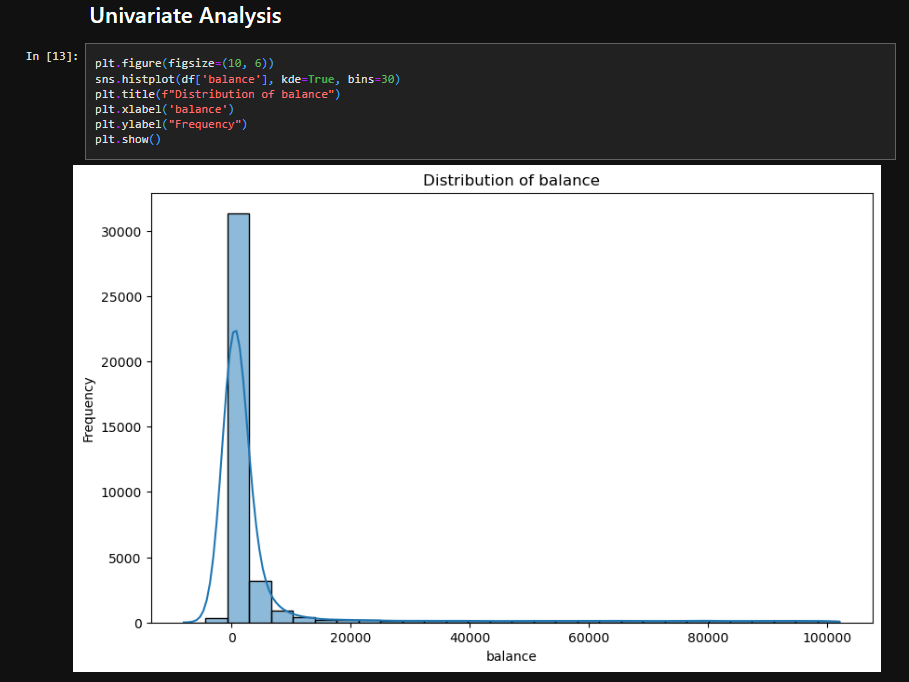 Univariate Analysis
In [13]:
plt.figure(figsize=(10, 6))
sns.histplot(df['balance'], kde=True, bins=30)
plt.title(f"Distribution of balance")
plt.xlabel('balance')
plt.ylabel("Frequency")
plt.show()
Distribution of balance
30000
25000
20000
15000
10000
5000
0
Frequency
0 20000 40000 60000 80000 100000
balance